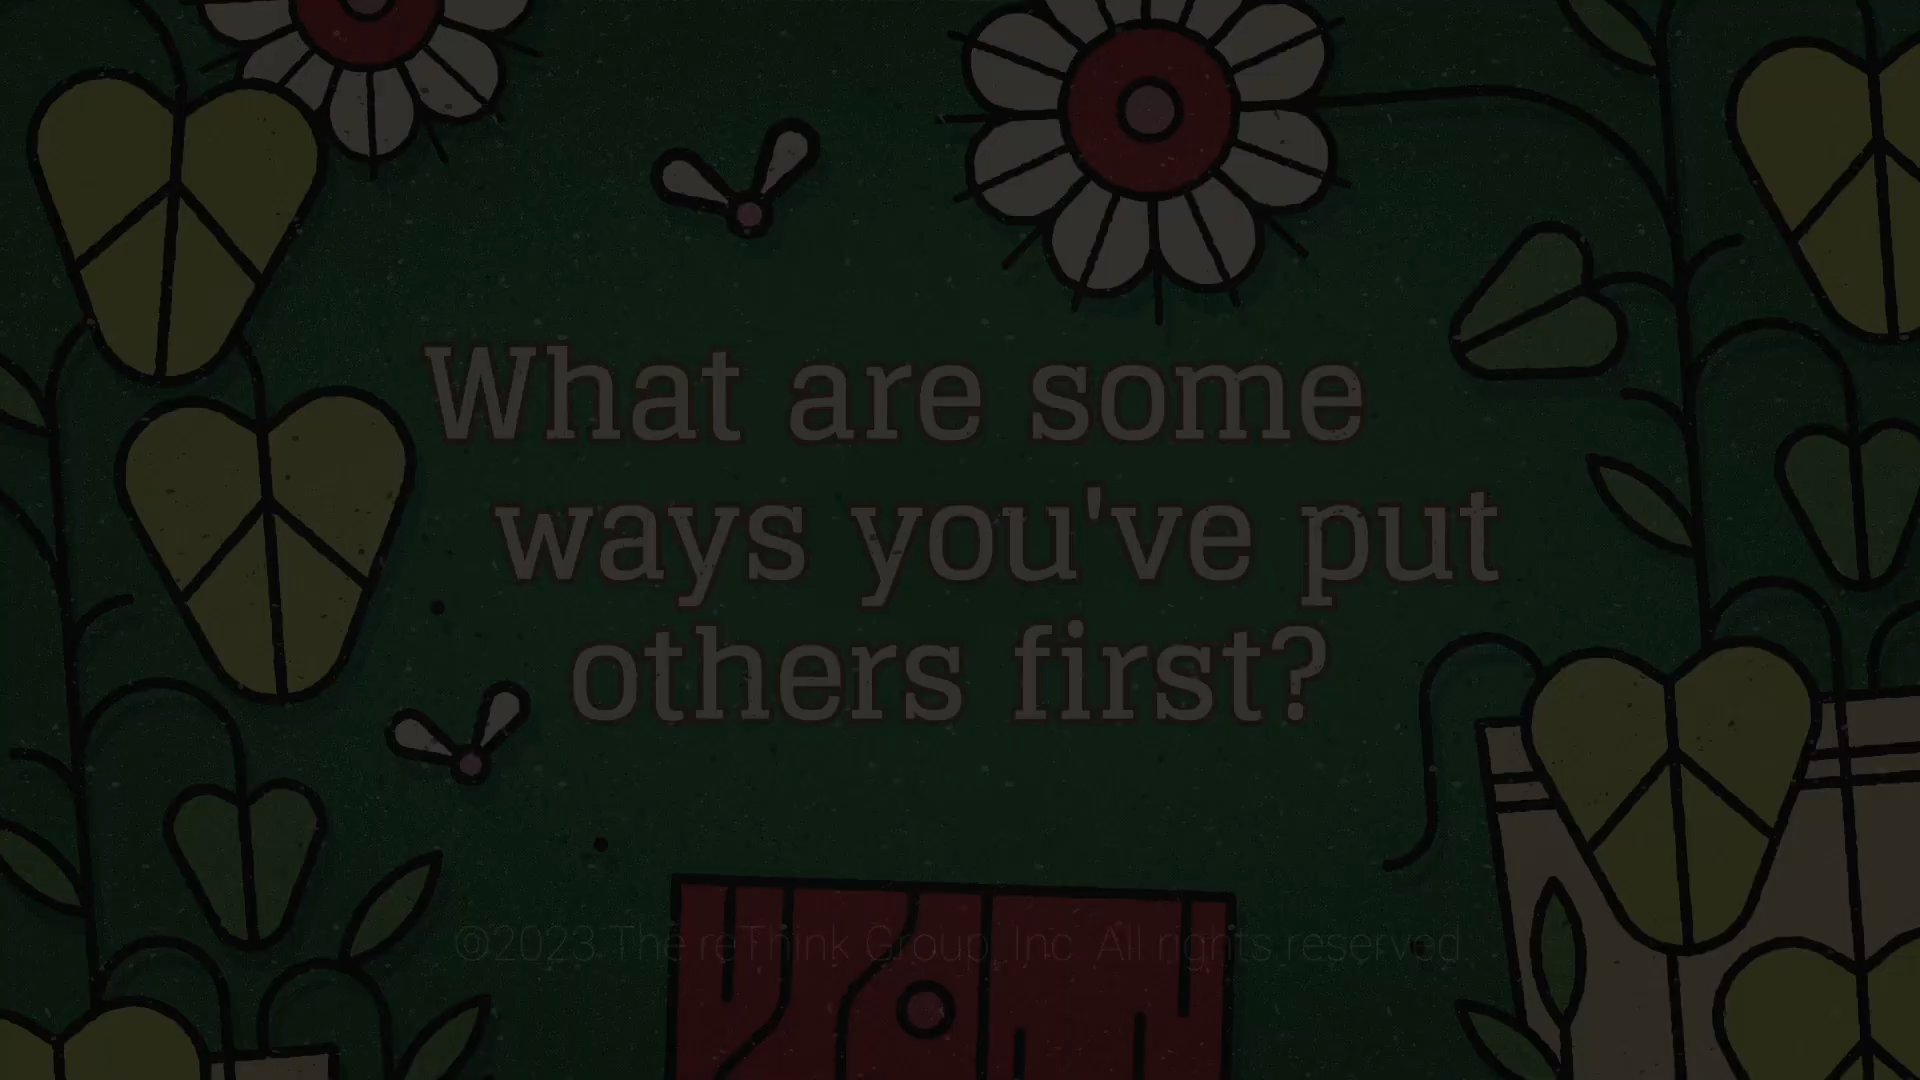 What are some
ways you've put
others first?
©2023 The reThink Group, Inc. All rights reserved.